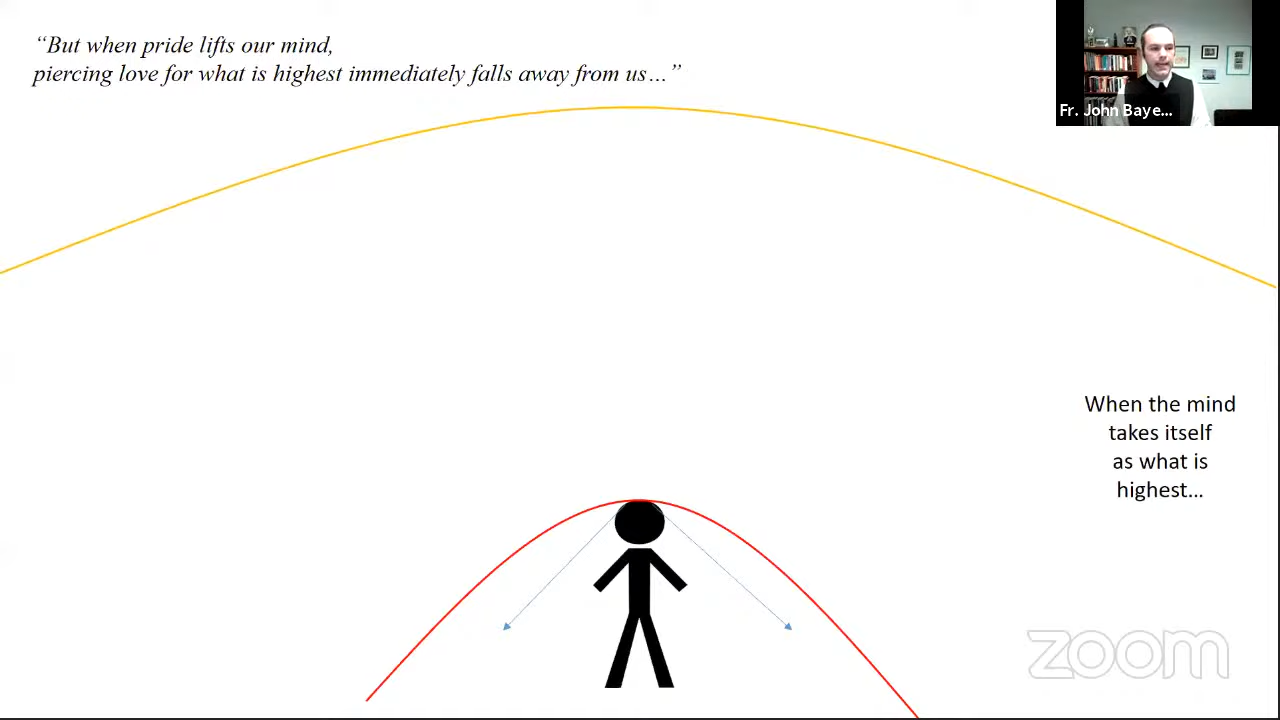 “But when pride lifts our mind,
piercing love for what is highest immediately falls away from us…”
Fr. John Baye...
When the mind
takes itself
as what is
highest…
zoom